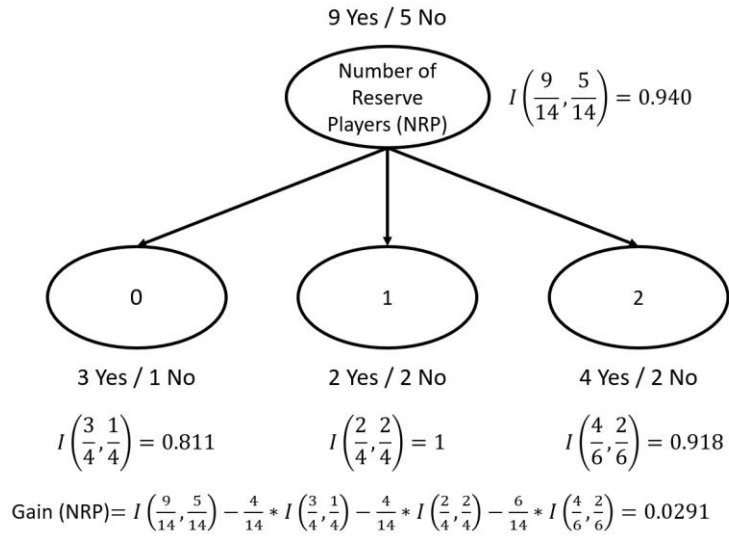 9 Yes / 5 No
Number of
Reserve
Players (NRP)
I(9/14, 5/14) = 0.940
0
1
2
3 Yes / 1 No
2 Yes / 2 No
4 Yes / 2 No
I(3/4, 1/4) = 0.811
I(2/4, 2/4) = 1
I(4/6, 2/6) = 0.918
Gain (NRP)= I(9/14, 5/14) − 4/14 * I(3/4, 1/4) − 4/14 * I(2/4, 2/4) − 6/14 * I(4/6, 2/6) = 0.0291